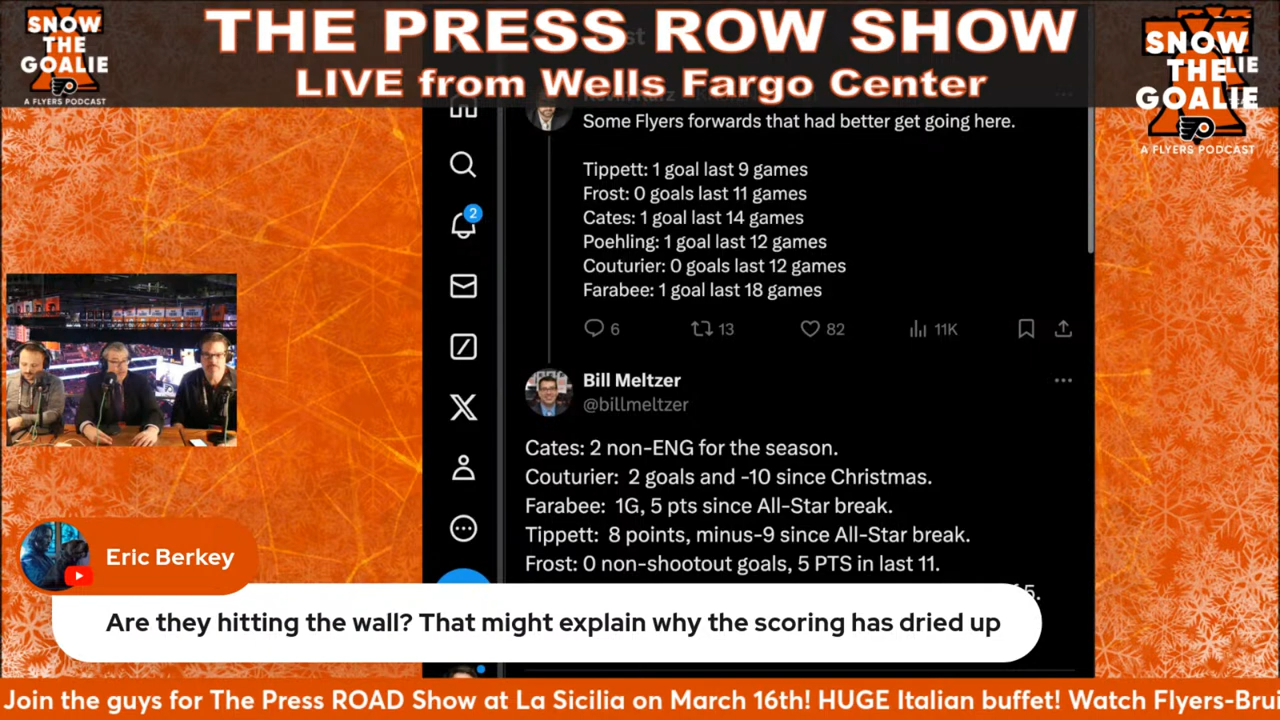 SNOW
THE
GOALIE
A FLYERS PODCAST
THE PRESS ROW SHOW
LIVE from Wells Fargo Center
SNOW
THE
GOALIE
A FLYERS PODCAST
Some Flyers forwards that had better get going here.
Tippett: 1 goal last 9 games
Frost: 0 goals last 11 games
Cates: 1 goal last 14 games
Poehling: 1 goal last 12 games
Couturier: 0 goals last 12 games
Farabee: 1 goal last 18 games
6 13 82 11K
2
Bill Meltzer
@billmeltzer
Cates: 2 non-ENG for the season.
Couturier: 2 goals and -10 since Christmas.
Farabee: 1G, 5 pts since All-Star break.
Tippett: 8 points, minus-9 since All-Star break.
Frost: 0 non-shootout goals, 5 PTS in last 11.
Eric Berkey
Are they hitting the wall? That might explain why the scoring has dried up
Join the guys for The Press ROAD Show at La Sicilia on March 16th! HUGE Italian buffet! Watch Flyers-Brui